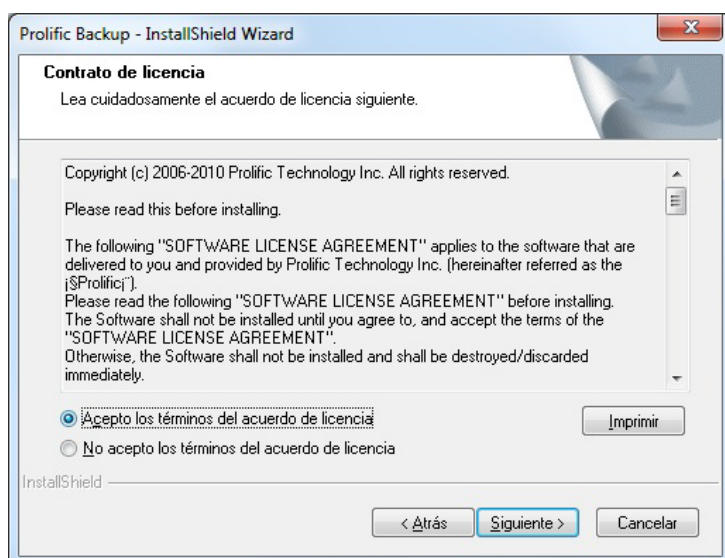 Prolific Backup - InstallShield Wizard
Contrato de licencia
Lea cuidadosamente el acuerdo de licencia siguiente.
Copyright (c) 2006-2010 Prolific Technology Inc. All rights reserved.
Please read this before installing.
The following "SOFTWARE LICENSE AGREEMENT" applies to the software that are
delivered to you and provided by Prolific Technology Inc. (hereinafter referred as the
¡§Prolific¡¨).
Please read the following "SOFTWARE LICENSE AGREEMENT" before installing.
The Software shall not be installed until you agree to, and accept the terms of the
"SOFTWARE LICENSE AGREEMENT".
Otherwise, the Software shall not be installed and shall be destroyed/discarded
immediately.
Acepto los términos del acuerdo de licencia
Imprimir
No acepto los términos del acuerdo de licencia
InstallShield
< Atrás Siguiente > Cancelar